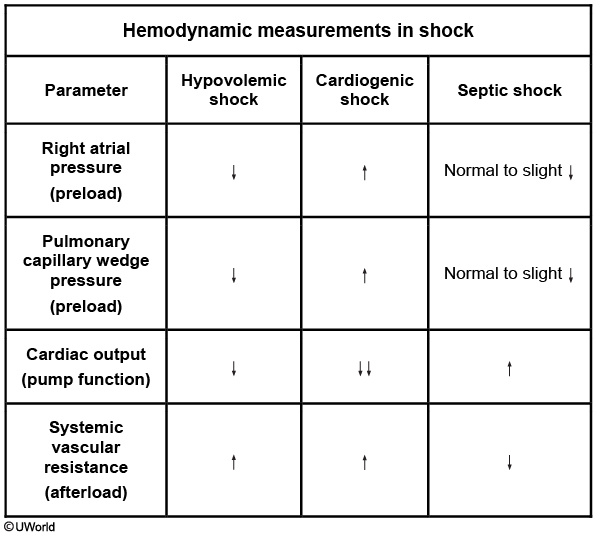 Hemodynamic measurements in shock
Parameter
Hypovolemic
shock
Cardiogenic
shock
Septic shock
Right atrial
pressure
(preload)
↓
↑
Normal to slight ↓
Pulmonary
capillary wedge
pressure
(preload)
↓
↑
Normal to slight ↓
Cardiac output
(pump function)
↓
↓↓
↑
Systemic
vascular
resistance
(afterload)
↑
↑
↓
© UWorld